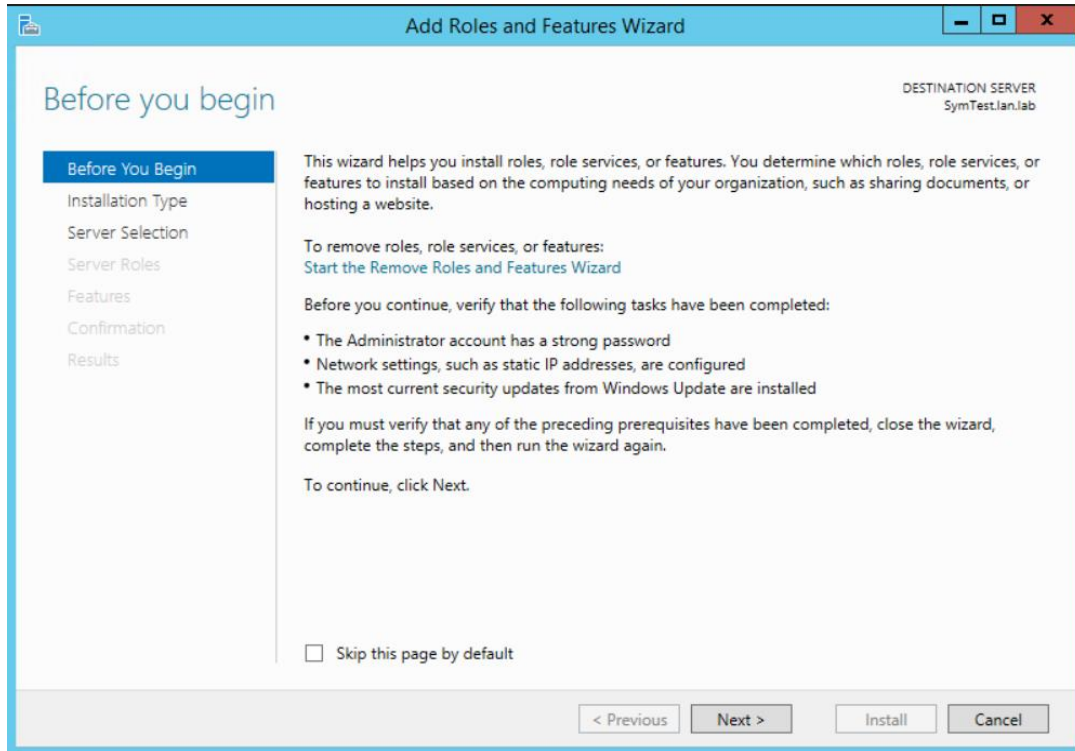 Add Roles and Features Wizard
Before you begin
DESTINATION SERVER
SymTest.lan.lab
Before You Begin
Installation Type
Server Selection
Server Roles
Features
Confirmation
Results
This wizard helps you install roles, role services, or features. You determine which roles, role services, or
features to install based on the computing needs of your organization, such as sharing documents, or
hosting a website.
To remove roles, role services, or features:
Start the Remove Roles and Features Wizard
Before you continue, verify that the following tasks have been completed:
• The Administrator account has a strong password
• Network settings, such as static IP addresses, are configured
• The most current security updates from Windows Update are installed
If you must verify that any of the preceding prerequisites have been completed, close the wizard,
complete the steps, and then run the wizard again.
To continue, click Next.
Skip this page by default
< Previous
Next >
Install
Cancel